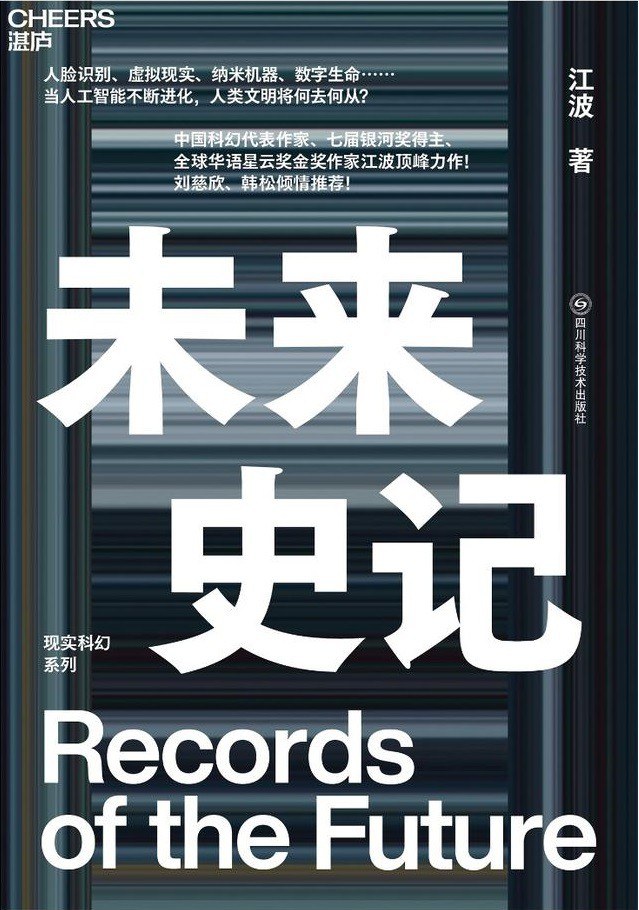 CHEERS
湛庐
人脸识别、虚拟现实、纳米机器、数字生命……
当人工智能不断进化，人类文明将何去何从？
中国科幻代表作家、七届银河奖得主、
全球华语星云奖金奖作家江波顶峰力作！
刘慈欣、韩松倾情推荐！
江波 著
四川科学技术出版社
未来
史记
现实科幻
系列
Records
of the Future